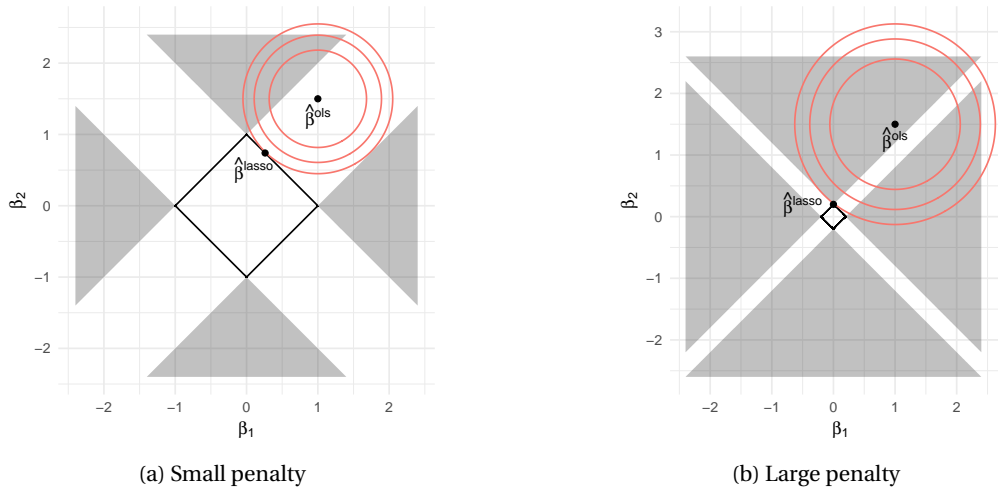 2
1
0
−1
−2
β2
β̂ols
β̂lasso
−2 −1 0 1 2
β1
(a) Small penalty
3
2
1
0
−1
−2
β2
β̂ols
β̂lasso
−2 −1 0 1 2
β1
(b) Large penalty